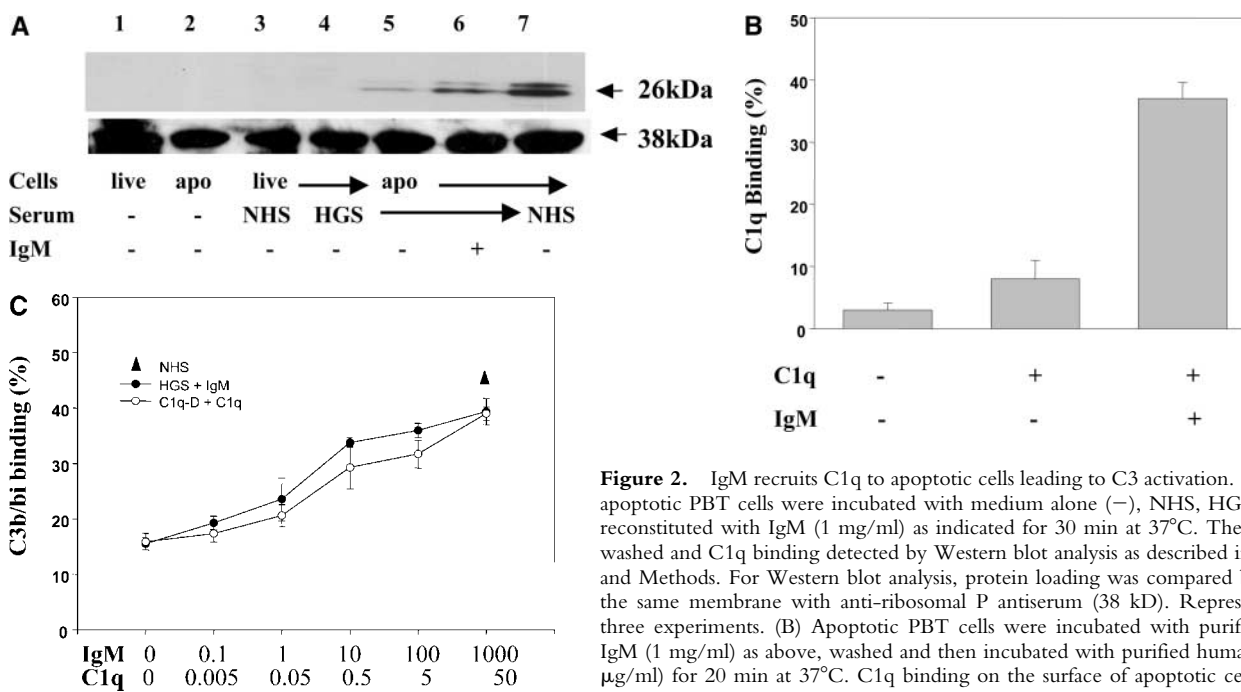 A
1 2 3 4 5 6 7
26kDa
38kDa
Cells live apo live apo
Serum - - NHS HGS NHS
IgM - - - - - + -
B
C1q Binding (%)
50
40
30
20
10
0
C1q - + +
IgM - - +
C
C3b/bi binding (%)
60
50
40
30
20
10
0
NHS
HGS + IgM
C1q-D + C1q
IgM 0 0.1 1 10 100 1000
C1q 0 0.005 0.05 0.5 5 50
Figure 2. IgM recruits C1q to apoptotic cells leading to C3 activation.
apoptotic PBT cells were incubated with medium alone (−), NHS, HG
reconstituted with IgM (1 mg/ml) as indicated for 30 min at 37°C. The
washed and C1q binding detected by Western blot analysis as described i
and Methods. For Western blot analysis, protein loading was compared
the same membrane with anti-ribosomal P antiserum (38 kD). Repres
three experiments. (B) Apoptotic PBT cells were incubated with purif
IgM (1 mg/ml) as above, washed and then incubated with purified huma
μg/ml) for 20 min at 37°C. C1q binding on the surface of apoptotic ce